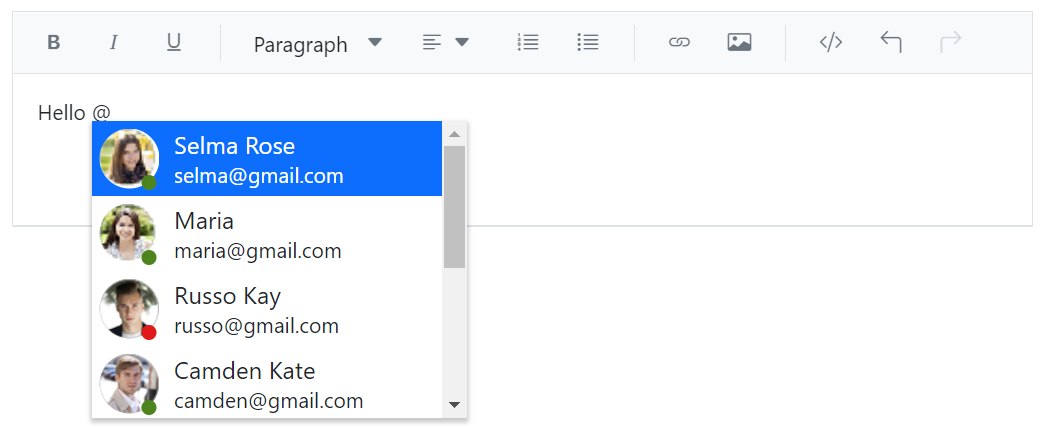 B I U Paragraph
Hello @
Selma Rose
selma@gmail.com
Maria
maria@gmail.com
Russo Kay
russo@gmail.com
Camden Kate
camden@gmail.com